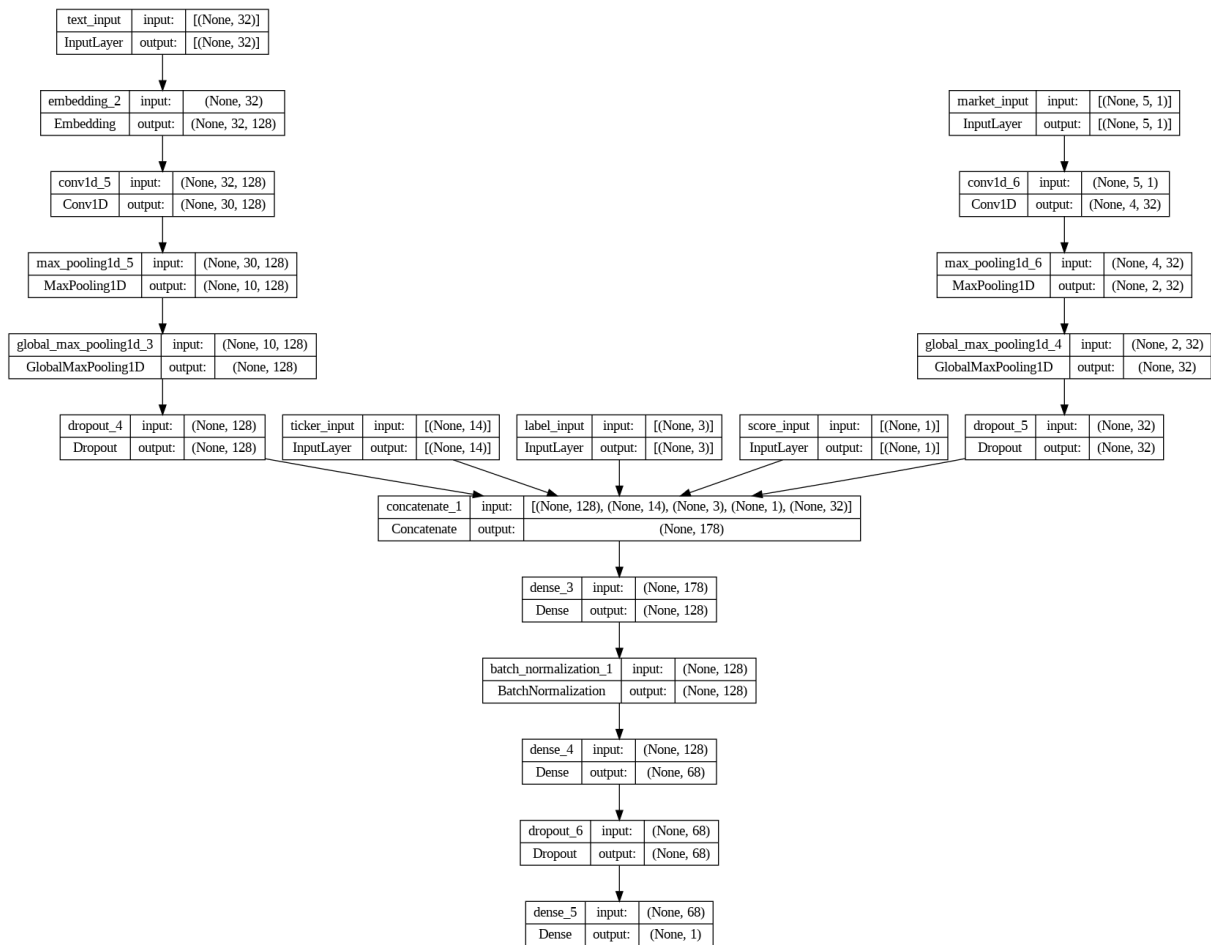 text_input input: [(None, 32)]
InputLayer output: [(None, 32)]
embedding_2 input: (None, 32)
Embedding output: (None, 32, 128)
market_input input: [(None, 5, 1)]
InputLayer output: [(None, 5, 1)]
conv1d_5 input: (None, 32, 128)
Conv1D output: (None, 30, 128)
conv1d_6 input: (None, 5, 1)
Conv1D output: (None, 4, 32)
max_pooling1d_5 input: (None, 30, 128)
MaxPooling1D output: (None, 10, 128)
max_pooling1d_6 input: (None, 4, 32)
MaxPooling1D output: (None, 2, 32)
global_max_pooling1d_3 input: (None, 10, 128)
GlobalMaxPooling1D output: (None, 128)
global_max_pooling1d_4 input: (None, 2, 32)
GlobalMaxPooling1D output: (None, 32)
dropout_4 input: (None, 128)
Dropout output: (None, 128)
ticker_input input: [(None, 14)]
InputLayer output: [(None, 14)]
label_input input: [(None, 3)]
InputLayer output: [(None, 3)]
score_input input: [(None, 1)]
InputLayer output: [(None, 1)]
dropout_5 input: (None, 32)
Dropout output: (None, 32)
concatenate_1 input: [(None, 128), (None, 14), (None, 3), (None, 1), (None, 32)]
Concatenate output: (None, 178)
dense_3 input: (None, 178)
Dense output: (None, 128)
batch_normalization_1 input: (None, 128)
BatchNormalization output: (None, 128)
dense_4 input: (None, 128)
Dense output: (None, 68)
dropout_6 input: (None, 68)
Dropout output: (None, 68)
dense_5 input: (None, 68)
Dense output: (None, 1)